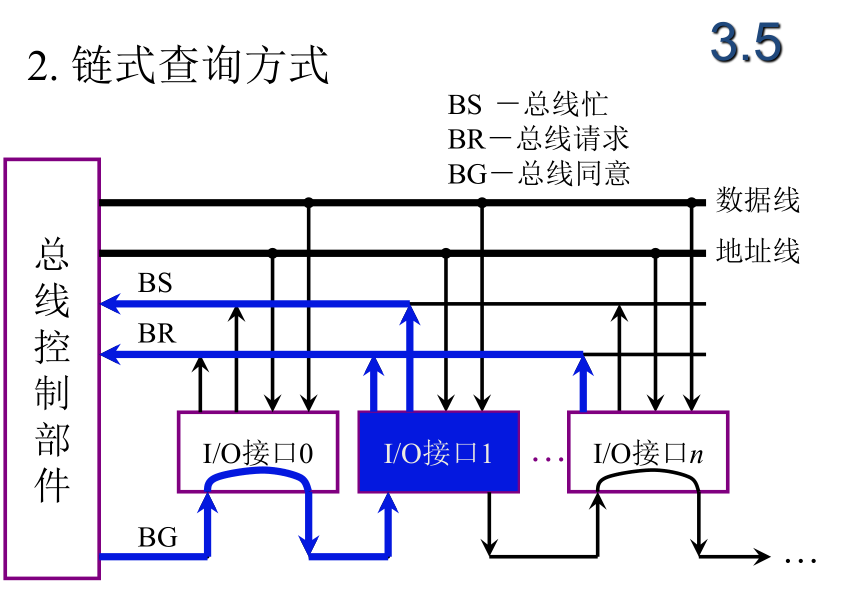 3.5
2. 链式查询方式
BS －总线忙
BR－总线请求
BG－总线同意
数据线
地址线
总线控制部件
BS
BR
I/O接口0
I/O接口1
…
I/O接口n
BG
…